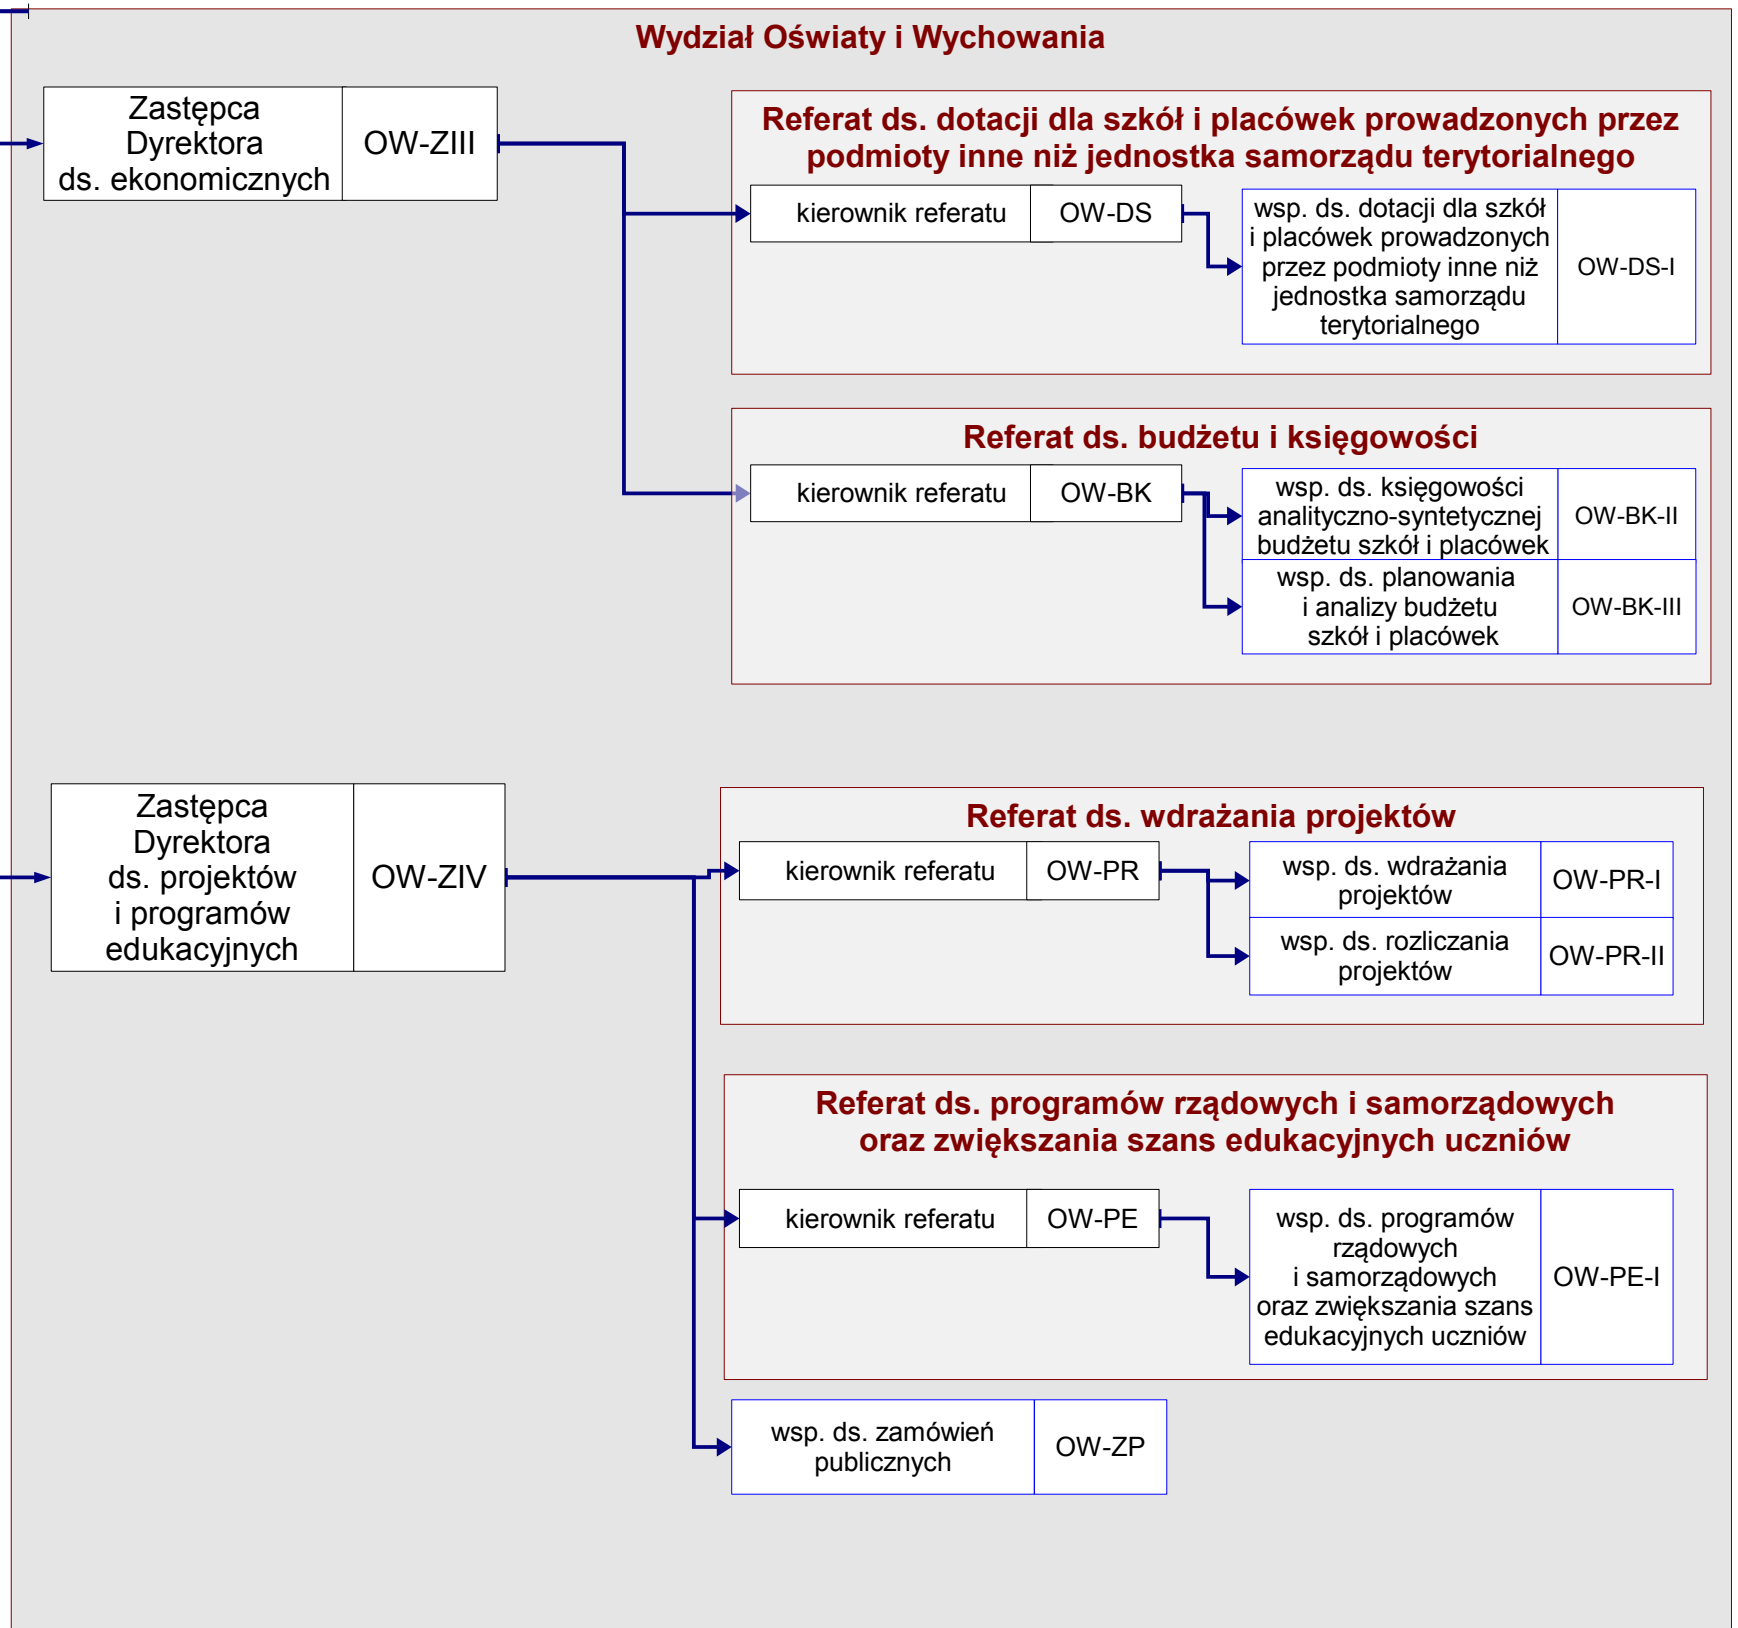 Wydział Oświaty i Wychowania
Zastępca
Dyrektora
ds. ekonomicznych
OW-ZIII
Referat ds. dotacji dla szkół i placówek prowadzonych przez
podmioty inne niż jednostka samorządu terytorialnego
kierownik referatu
OW-DS
wsp. ds. dotacji dla szkół
i placówek prowadzonych
przez podmioty inne niż
jednostka samorządu
terytorialnego
OW-DS-I
Referat ds. budżetu i księgowości
kierownik referatu
OW-BK
wsp. ds. księgowości
analityczno-syntetycznej
budżetu szkół i placówek
OW-BK-II
wsp. ds. planowania
i analizy budżetu
szkół i placówek
OW-BK-III
Zastępca
Dyrektora
ds. projektów
i programów
edukacyjnych
OW-ZIV
Referat ds. wdrażania projektów
kierownik referatu
OW-PR
wsp. ds. wdrażania
projektów
OW-PR-I
wsp. ds. rozliczania
projektów
OW-PR-II
Referat ds. programów rządowych i samorządowych
oraz zwiększania szans edukacyjnych uczniów
kierownik referatu
OW-PE
wsp. ds. programów
rządowych
i samorządowych
oraz zwiększania szans
edukacyjnych uczniów
OW-PE-I
wsp. ds. zamówień
publicznych
OW-ZP